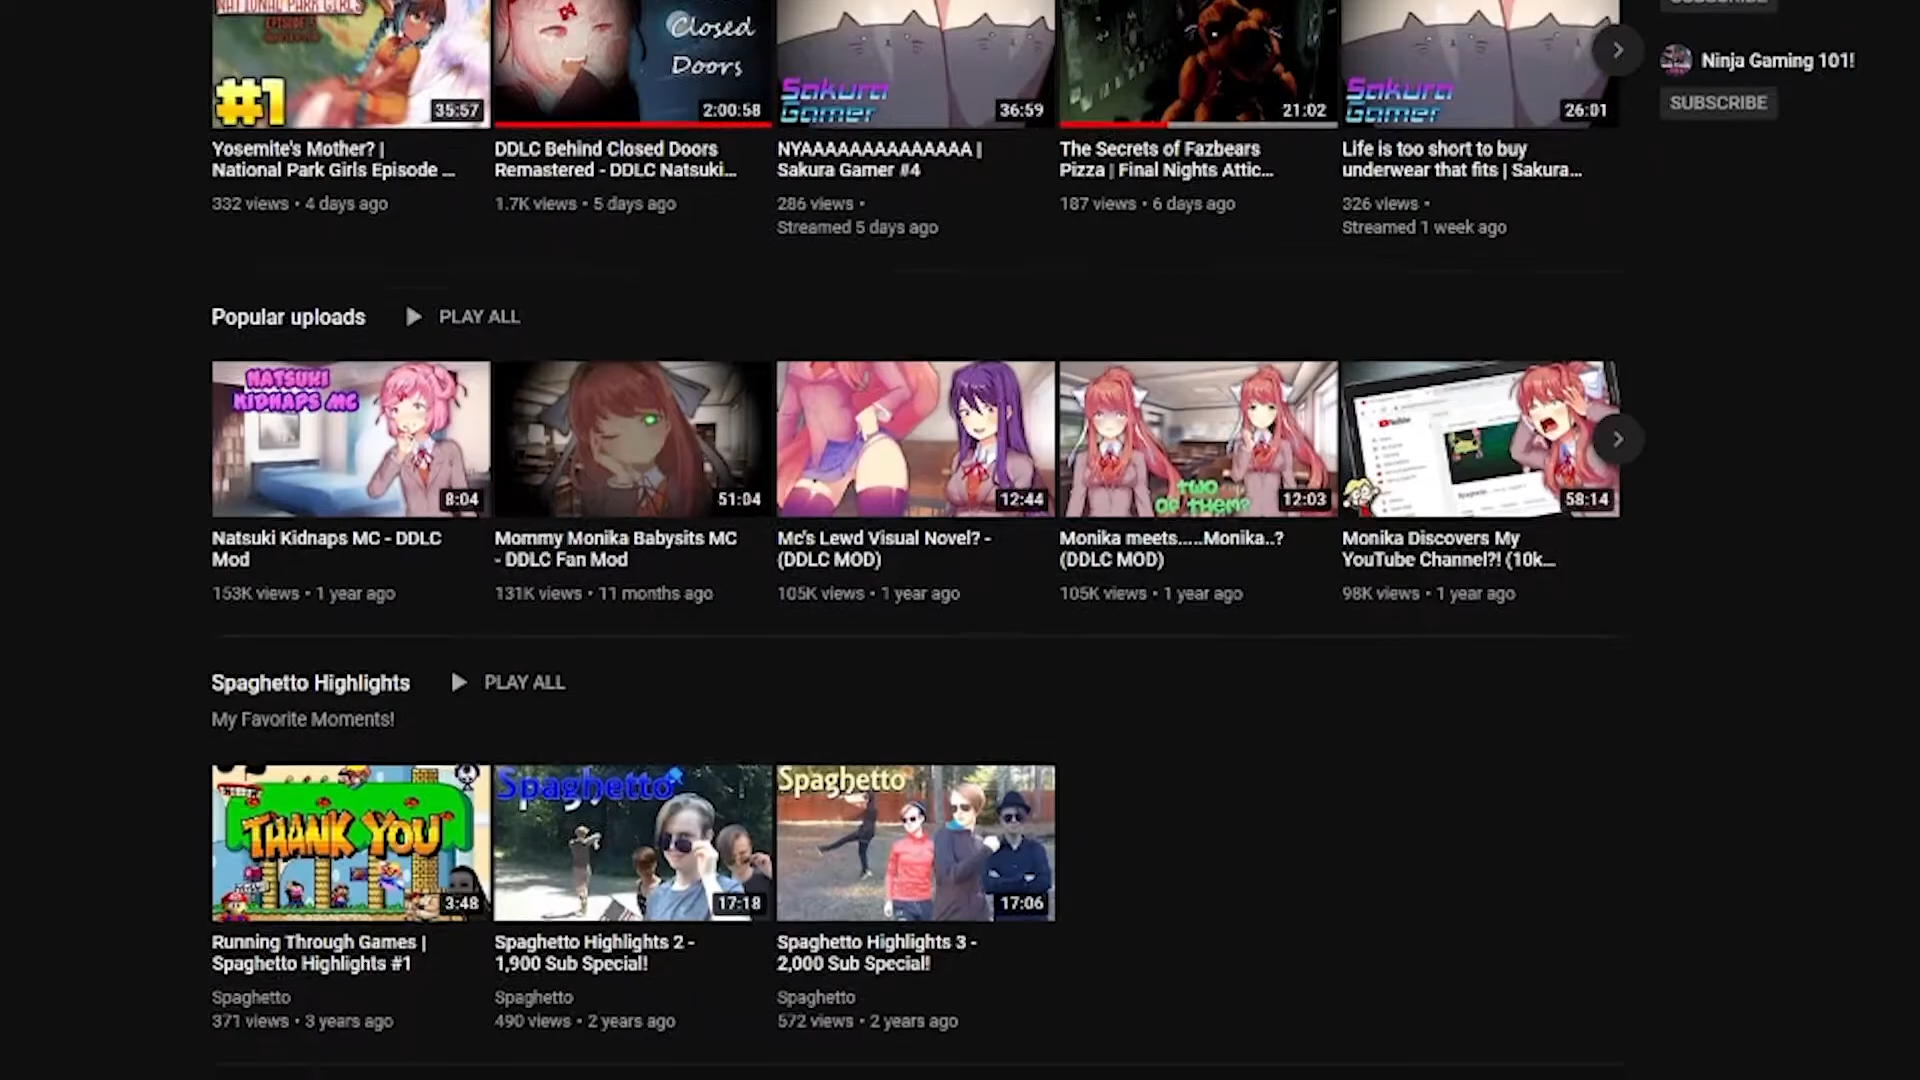 NATIONAL PARK GIRLS
#1
35:57
Closed
Doors
2:00:58
Sakura
Gamer
36:59
21:02
Sakura
Gamer
26:01
Ninja Gaming 101!
SUBSCRIBE
Yosemite's Mother? |
National Park Girls Episode ...
332 views • 4 days ago
DDLC Behind Closed Doors
Remastered - DDLC Natsuki...
1.7K views • 5 days ago
NYAAAAAAAAAAAAAA |
Sakura Gamer #4
286 views •
Streamed 5 days ago
The Secrets of Fazbears
Pizza | Final Nights Attic...
187 views • 6 days ago
Life is too short to buy
underwear that fits | Sakura...
326 views •
Streamed 1 week ago
Popular uploads
PLAY ALL
NATSUKI
KIDNAPS MC
8:04
51:04
12:44
TWO
OF THEM?
12:03
YouTube
58:14
Natsuki Kidnaps MC - DDLC
Mod
153K views • 1 year ago
Mommy Monika Babysits MC
- DDLC Fan Mod
131K views • 11 months ago
Mc's Lewd Visual Novel? -
(DDLC MOD)
105K views • 1 year ago
Monika meets.....Monika..?
(DDLC MOD)
105K views • 1 year ago
Monika Discovers My
YouTube Channel?! (10k...
98K views • 1 year ago
Spaghetto Highlights
PLAY ALL
My Favorite Moments!
THANK YOU
3:48
Spaghetto
17:18
Spaghetto
17:06
Running Through Games |
Spaghetto Highlights #1
Spaghetto
371 views • 3 years ago
Spaghetto Highlights 2 -
1,900 Sub Special!
Spaghetto
490 views • 2 years ago
Spaghetto Highlights 3 -
2,000 Sub Special!
Spaghetto
572 views • 2 years ago